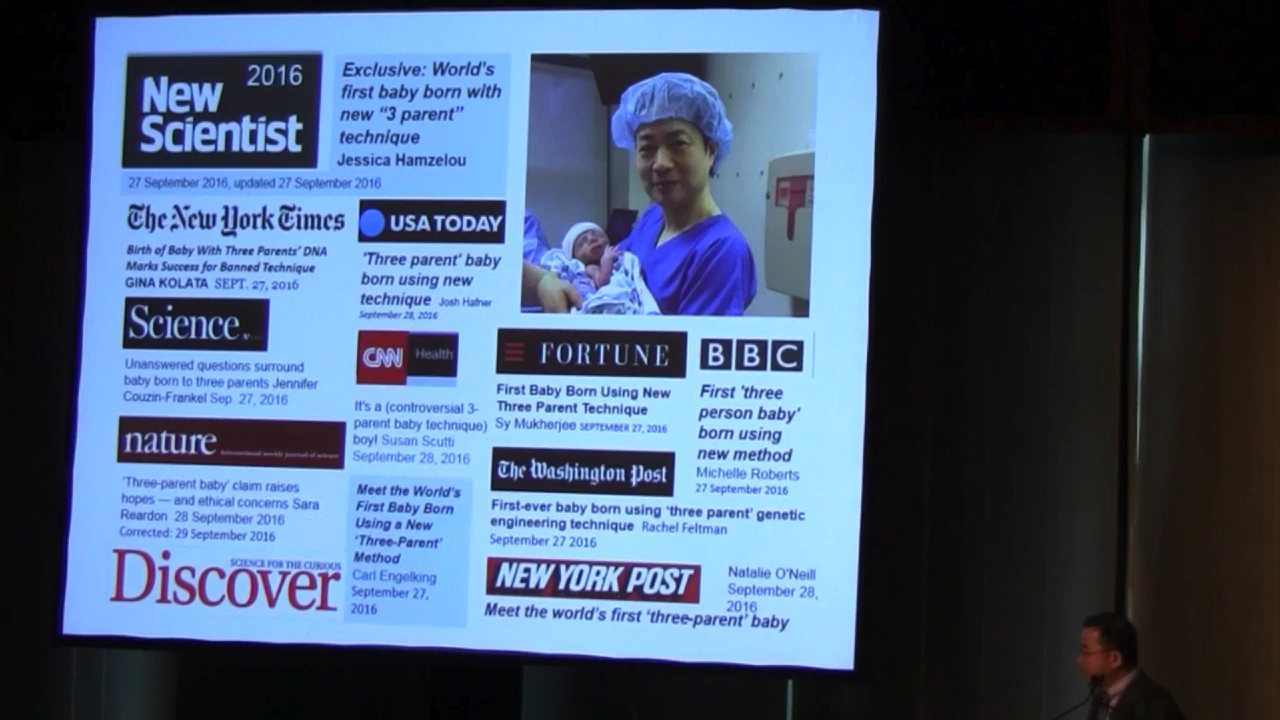 2016
New
Scientist
Exclusive: World's
first baby born with
new "3 parent"
technique
Jessica Hamzelou
27 September 2016, updated 27 September 2016
The New York Times
Birth of Baby With Three Parents' DNA
Marks Success for Banned Technique
GINA KOLATA SEPT. 27, 2016
USA TODAY
'Three parent' baby
born using new
technique Josh Hafner
September 28, 2016
Science
Unanswered questions surround
baby born to three parents Jennifer
Couzin-Frankel Sep. 27, 2016
CNN Health
It's a (controversial 3-
parent baby technique)
boy! Susan Scutti
September 28, 2016
FORTUNE
First Baby Born Using New
Three Parent Technique
Sy Mukherjee SEPTEMBER 27, 2016
BBC
First 'three
person baby'
born using
new method
Michelle Roberts
27 September 2016
nature
International weekly journal of science
'Three-parent baby' claim raises
hopes — and ethical concerns Sara
Reardon 28 September 2016
Corrected: 29 September 2016
The Washington Post
First-ever baby born using 'three parent' genetic
engineering technique Rachel Feltman
September 27 2016
SCIENCE FOR THE CURIOUS
Discover
Meet the World's
First Baby Born
Using a New
'Three-Parent'
Method
Carl Engelking
September 27,
2016
NEW YORK POST
Natalie O'Neill
September 28,
2016
Meet the world's first 'three-parent' baby